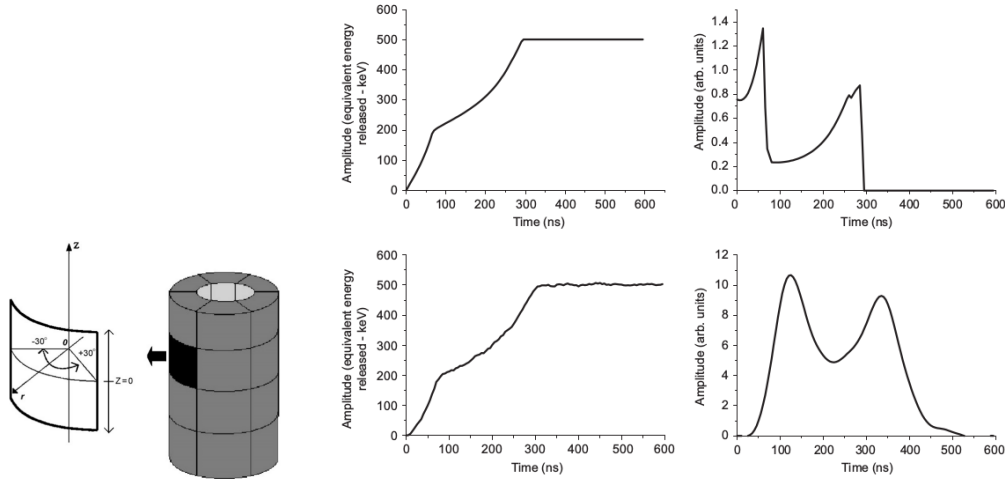 z
-30°
0
+30°
Z=0
r
Amplitude (equivalent energy
released - keV)
600
500
400
300
200
100
0
0 100 200 300 400 500 600
Time (ns)
Amplitude (arb. units)
1.4
1.2
1.0
0.8
0.6
0.4
0.2
0.0
0 100 200 300 400 500 600
Time (ns)
Amplitude (equivalent energy
released - keV)
600
500
400
300
200
100
0
0 100 200 300 400 500 600
Time (ns)
Amplitude (arb. units)
12
10
8
6
4
2
0
0 100 200 300 400 500 600
Time (ns)